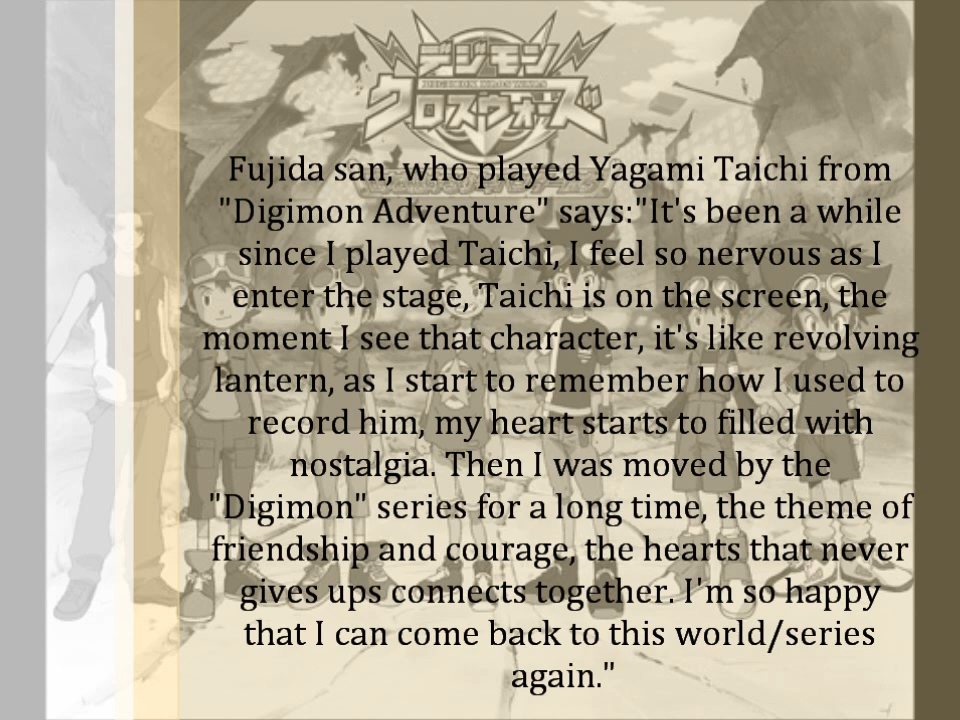 デジモン
クロスウォーズ
Fujida san, who played Yagami Taichi from
"Digimon Adventure" says:"It's been a while
since I played Taichi, I feel so nervous as I
enter the stage, Taichi is on the screen, the
moment I see that character, it's like revolving
lantern, as I start to remember how I used to
record him, my heart starts to filled with
nostalgia. Then I was moved by the
"Digimon" series for a long time, the theme of
friendship and courage, the hearts that never
gives ups connects together. I'm so happy
that I can come back to this world/series
again."